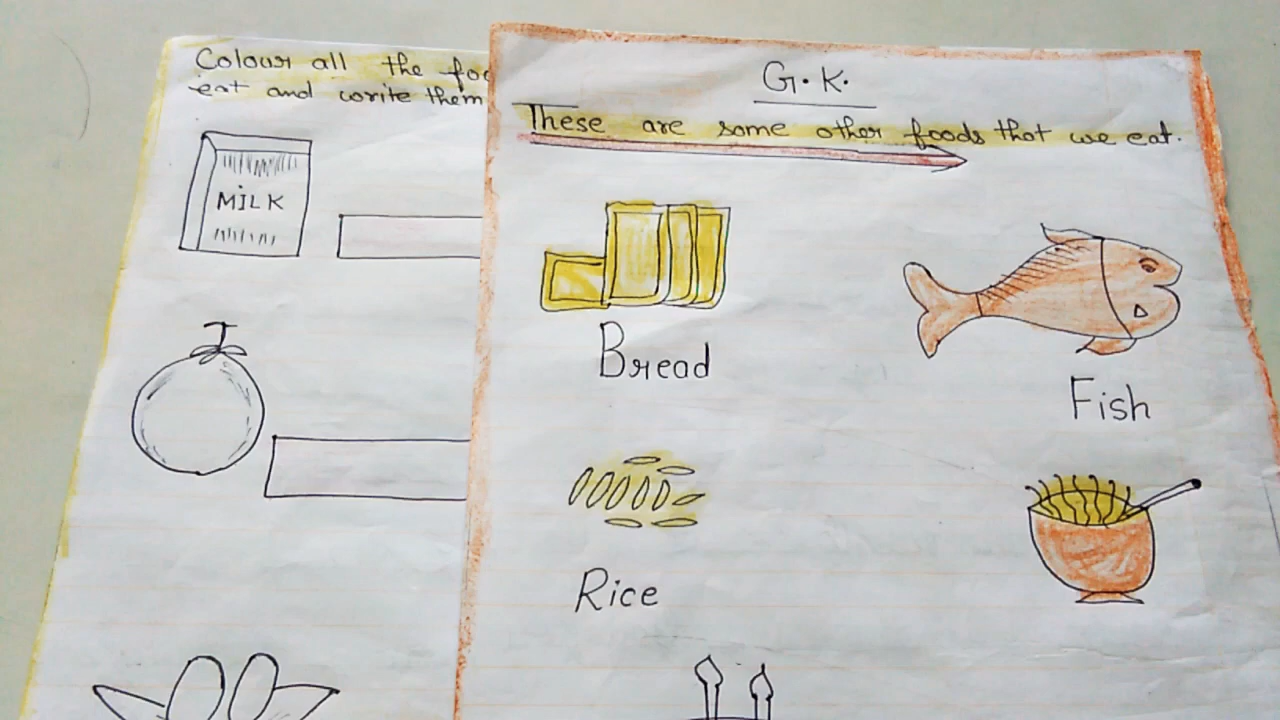 Colour all the
eat and write them
MILK
G.K.
These are some other foods that we eat.
Bread
Fish
Rice